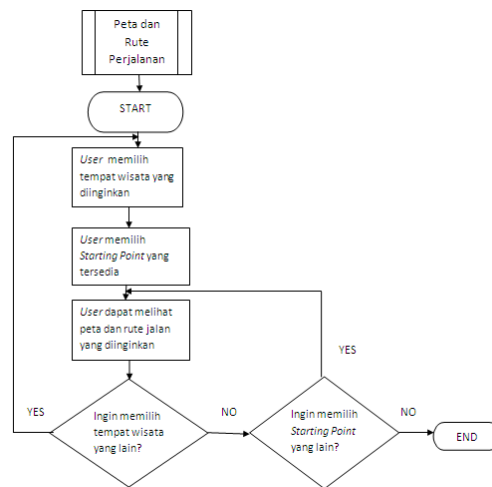 Peta dan
Rute
Perjalanan
START
User memilih
tempat wisata yang
diinginkan
User memilih
Starting Point yang
tersedia
User dapat melihat
peta dan rute jalan
yang diinginkan
YES
YES
Ingin memilih
tempat wisata
yang lain?
NO
Ingin memilih
Starting Point
yang lain?
NO
END